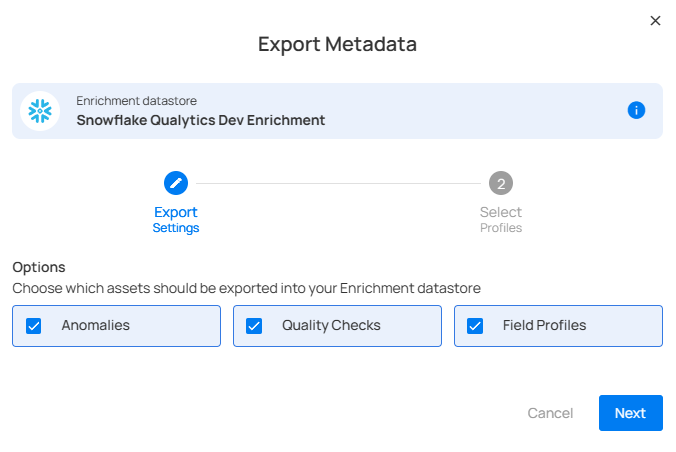 Export Metadata
Enrichment datastore
Snowflake Qualytics Dev Enrichment
Export
Settings
2
Select
Profiles
Options
Choose which assets should be exported into your Enrichment datastore
Anomalies
Quality Checks
Field Profiles
Cancel
Next